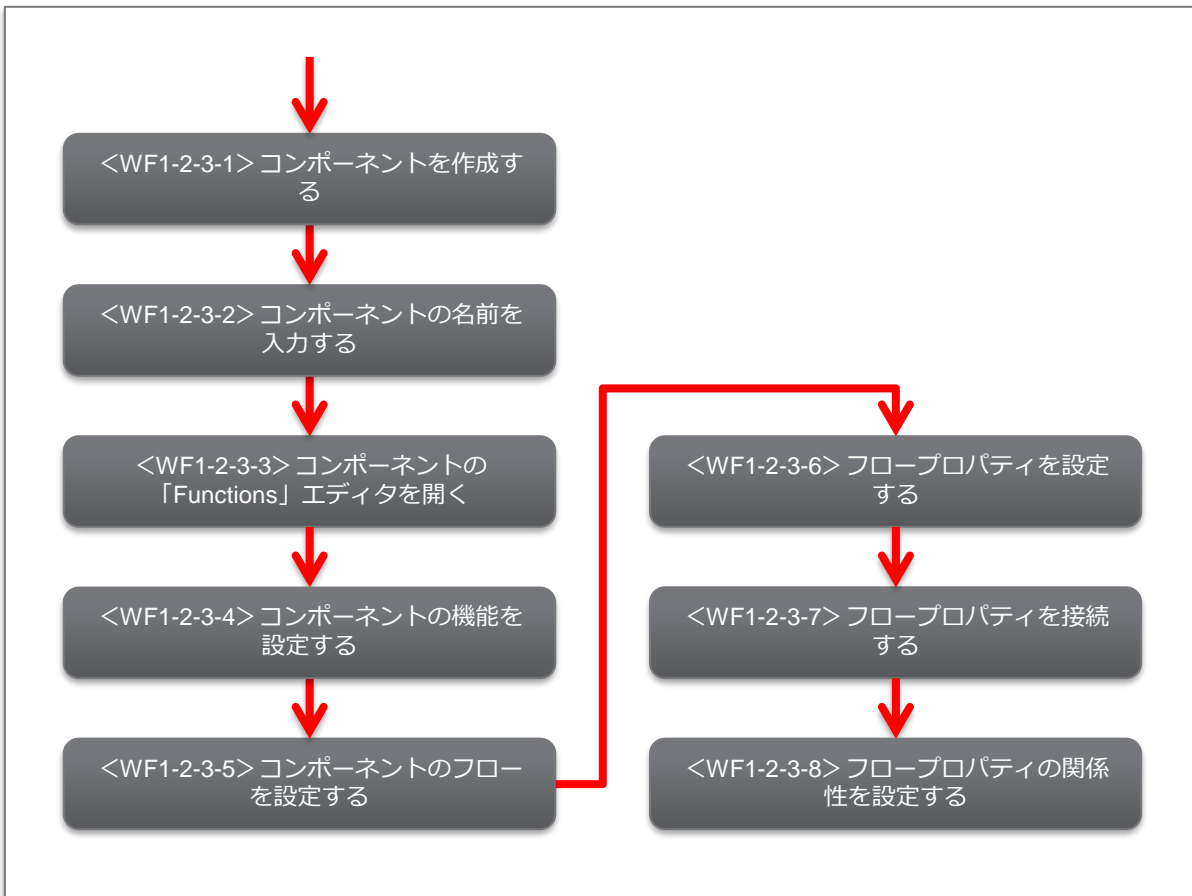 <WF1-2-3-1>コンポーネントを作成す
る
<WF1-2-3-2>コンポーネントの名前を
入力する
<WF1-2-3-3>コンポーネントの
「Functions」エディタを開く
<WF1-2-3-4>コンポーネントの機能を
設定する
<WF1-2-3-5>コンポーネントのフロー
を設定する
<WF1-2-3-6>フロープロパティを設定
する
<WF1-2-3-7>フロープロパティを接続
する
<WF1-2-3-8>フロープロパティの関係
性を設定する